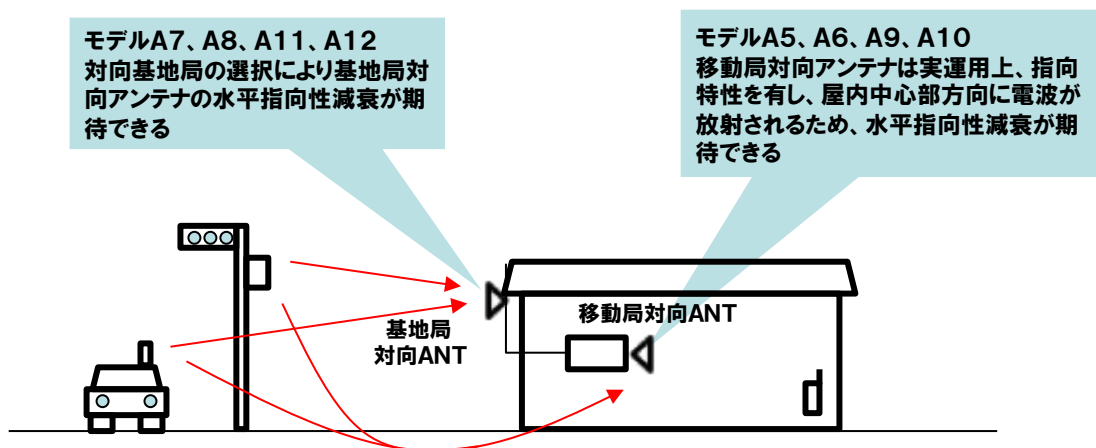 モデルA7、A8、A11、A12
対向基地局の選択により基地局対
向アンテナの水平指向性減衰が期
待できる
モデルA5、A6、A9、A10
移動局対向アンテナは実運用上、指向
特性を有し、屋内中心部方向に電波が
放射されるため、水平指向性減衰が期
待できる
基地局
対向ANT
移動局対向ANT